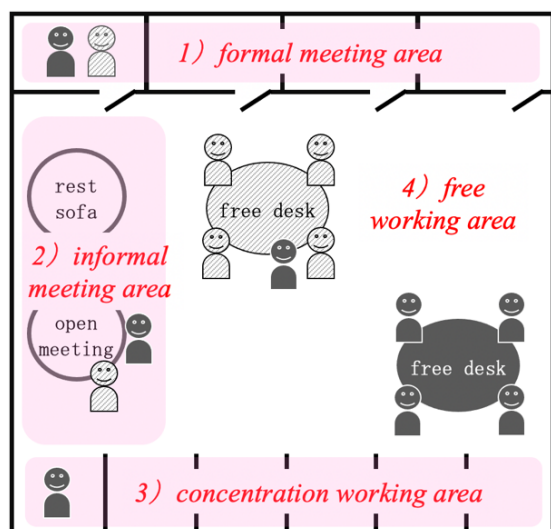 1) formal meeting area
rest
sofa
free desk
4) free
working area
2) informal
meeting area
open
meeting
free desk
3) concentration working area